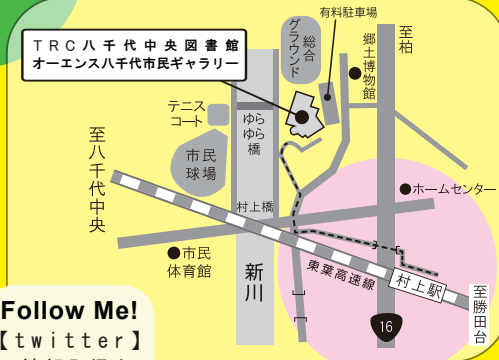 TRC八千代中央図書館
オーエンス八千代市民ギャラリー
総合
グラウンド
有料駐車場
郷土博物館
至柏
テニス
コート
ゆら
ゆら
橋
市民
球場
至八千代中央
村上橋
ホームセンター
市民
体育館
新川
東葉高速線
村上駅
至勝田台
16
Follow Me!
【twitter】